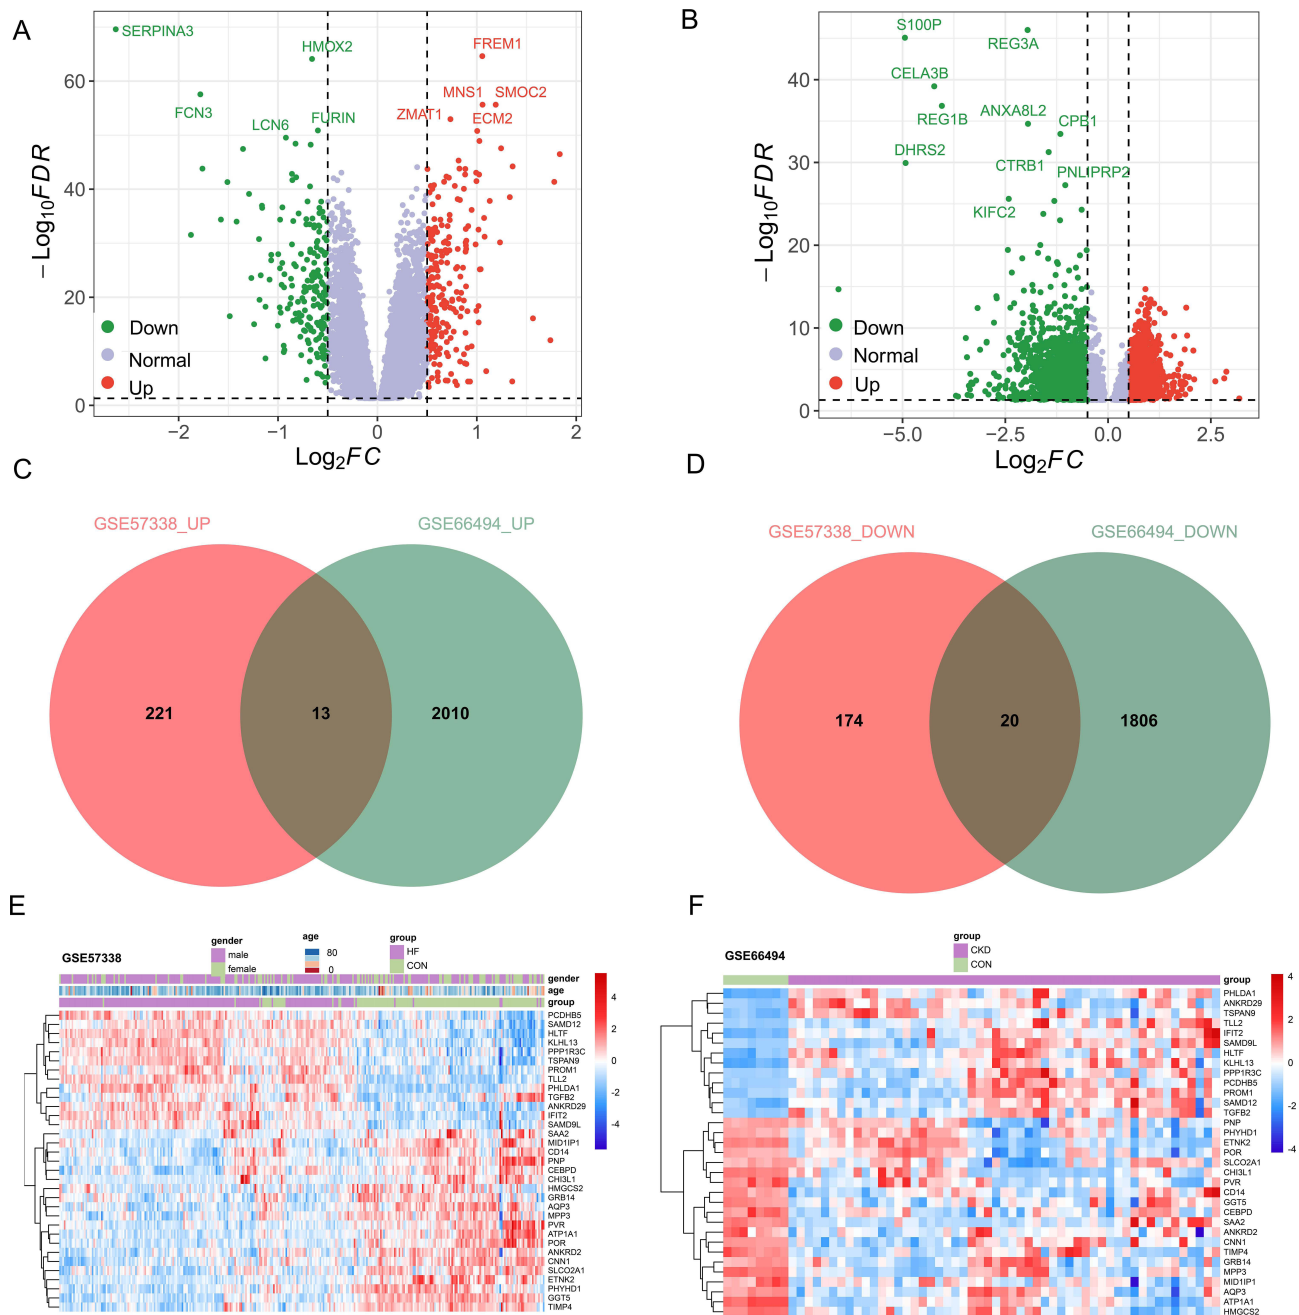 A
SERPINA3
HMOX2
FREM1
FCN3
MNS1
SMOC2
LCN6
FURIN
ZMAT1
ECM2
60
40
20
0
−Log10FDR
Down
Normal
Up
−2
−1
0
1
2
Log2FC
B
S100P
REG3A
CELA3B
REG1B
ANXA8L2
CPB1
DHRS2
CTRB1
PNLIPRP2
KIFC2
40
30
20
10
0
−Log10FDR
Down
Normal
Up
−5.0
−2.5
0.0
2.5
Log2FC
C
GSE57338_UP
GSE66494_UP
221
13
2010
D
GSE57338_DOWN
GSE66494_DOWN
174
20
1806
E
GSE57338
gender
male
female
age
80
0
group
HF
CON
gender
age
group
4
2
0
-2
-4
PCDHB5
SAMD12
HLTF
KLHL13
PPP1R3C
TSPAN9
PROM1
TLL2
PHLDA1
TGFB2
ANKRD29
IFIT2
SAMD9L
SAA2
MID1IP1
CD14
PNP
CEBPD
CHI3L1
HMGCS2
GRB14
AQP3
MPP3
PVR
ATP1A1
POR
ANKRD2
CNN1
SLCO2A1
ETNK2
PHYHD1
GGT5
TIMP4
F
GSE66494
group
CKD
CON
group
4
2
0
-2
-4
PHLDA1
ANKRD29
TSPAN9
TLL2
IFIT2
SAMD9L
HLTF
KLHL13
PPP1R3C
PCDHB5
PROM1
SAMD12
TGFB2
PNP
PHYHD1
ETNK2
POR
SLCO2A1
CHI3L1
PVR
CD14
GGT5
CEBPD
SAA2
ANKRD2
CNN1
TIMP4
GRB14
MPP3
MID1IP1
AQP3
ATP1A1
HMGCS2